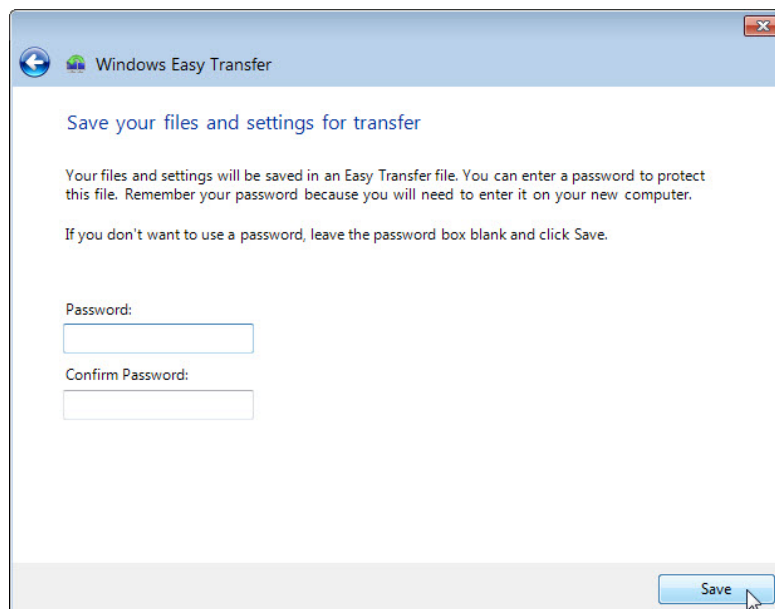 Windows Easy Transfer
Save your files and settings for transfer
Your files and settings will be saved in an Easy Transfer file. You can enter a password to protect
this file. Remember your password because you will need to enter it on your new computer.
If you don't want to use a password, leave the password box blank and click Save.
Password:
Confirm Password:
Save